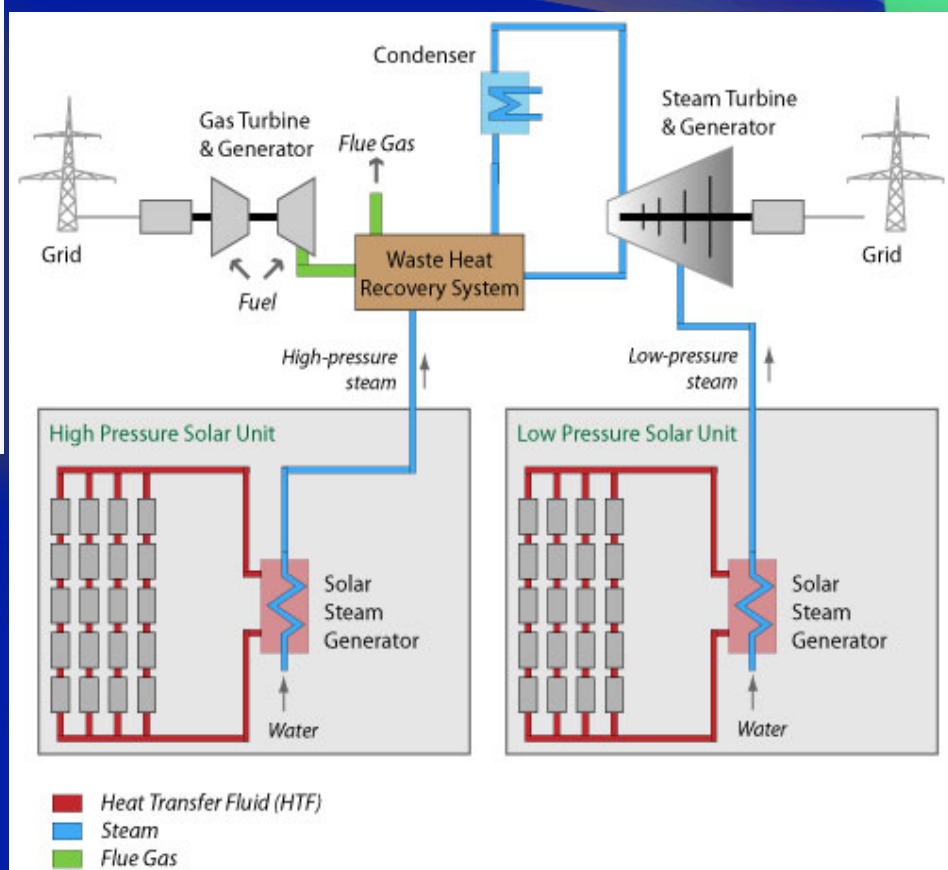 Condenser
Steam Turbine
& Generator
Gas Turbine
& Generator
Flue Gas
Grid
Grid
Waste Heat
Recovery System
Fuel
High-pressure
steam
Low-pressure
steam
High Pressure Solar Unit
Low Pressure Solar Unit
Solar
Steam
Generator
Solar
Steam
Generator
Water
Water
Heat Transfer Fluid (HTF)
Steam
Flue Gas